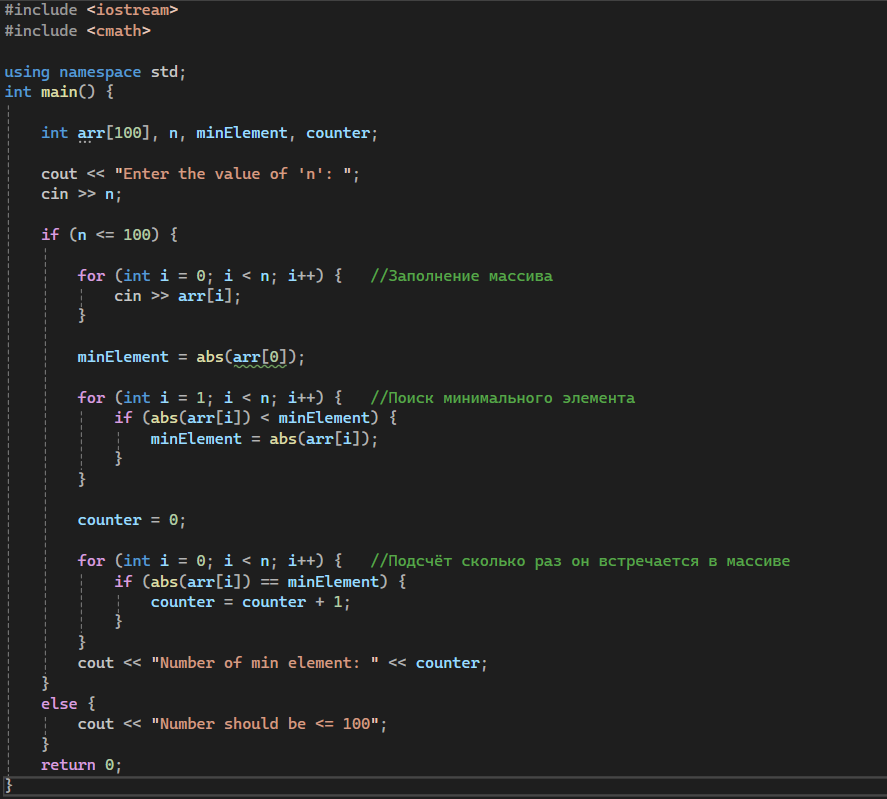 #include <iostream>
#include <cmath>
using namespace std;
int main() {
int arr[100], n, minElement, counter;
cout << "Enter the value of 'n': ";
cin >> n;
if (n <= 100) {
for (int i = 0; i < n; i++) {   //Заполнение массива
cin >> arr[i];
}
minElement = abs(arr[0]);
for (int i = 1; i < n; i++) {   //Поиск минимального элемента
if (abs(arr[i]) < minElement) {
minElement = abs(arr[i]);
}
}
counter = 0;
for (int i = 0; i < n; i++) {   //Подсчёт сколько раз он встречается в массиве
if (abs(arr[i]) == minElement) {
counter = counter + 1;
}
}
cout << "Number of min element: " << counter;
}
else {
cout << "Number should be <= 100";
}
return 0;
}